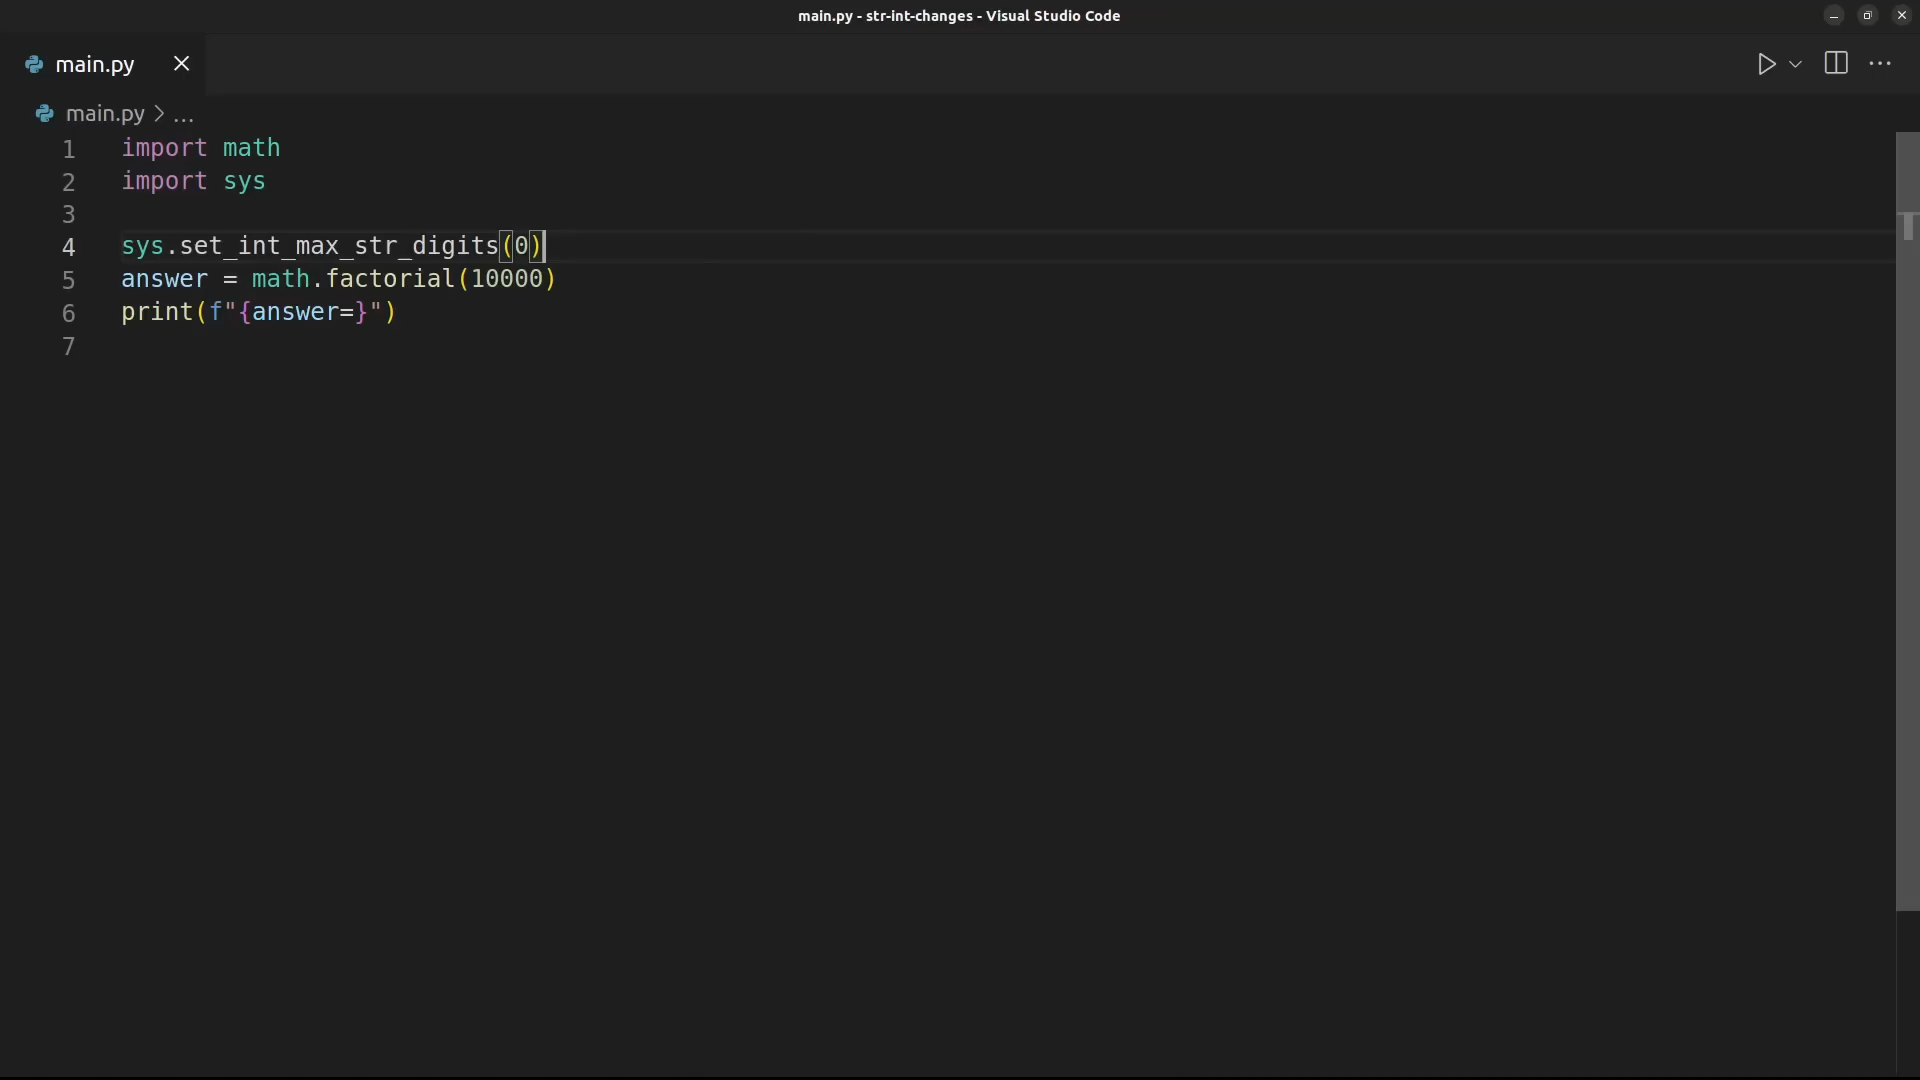 main.py - str-int-changes - Visual Studio Code
main.py
main.py > ...
1 import math
2 import sys
3
4 sys.set_int_max_str_digits(0)
5 answer = math.factorial(10000)
6 print(f"{answer=}")
7